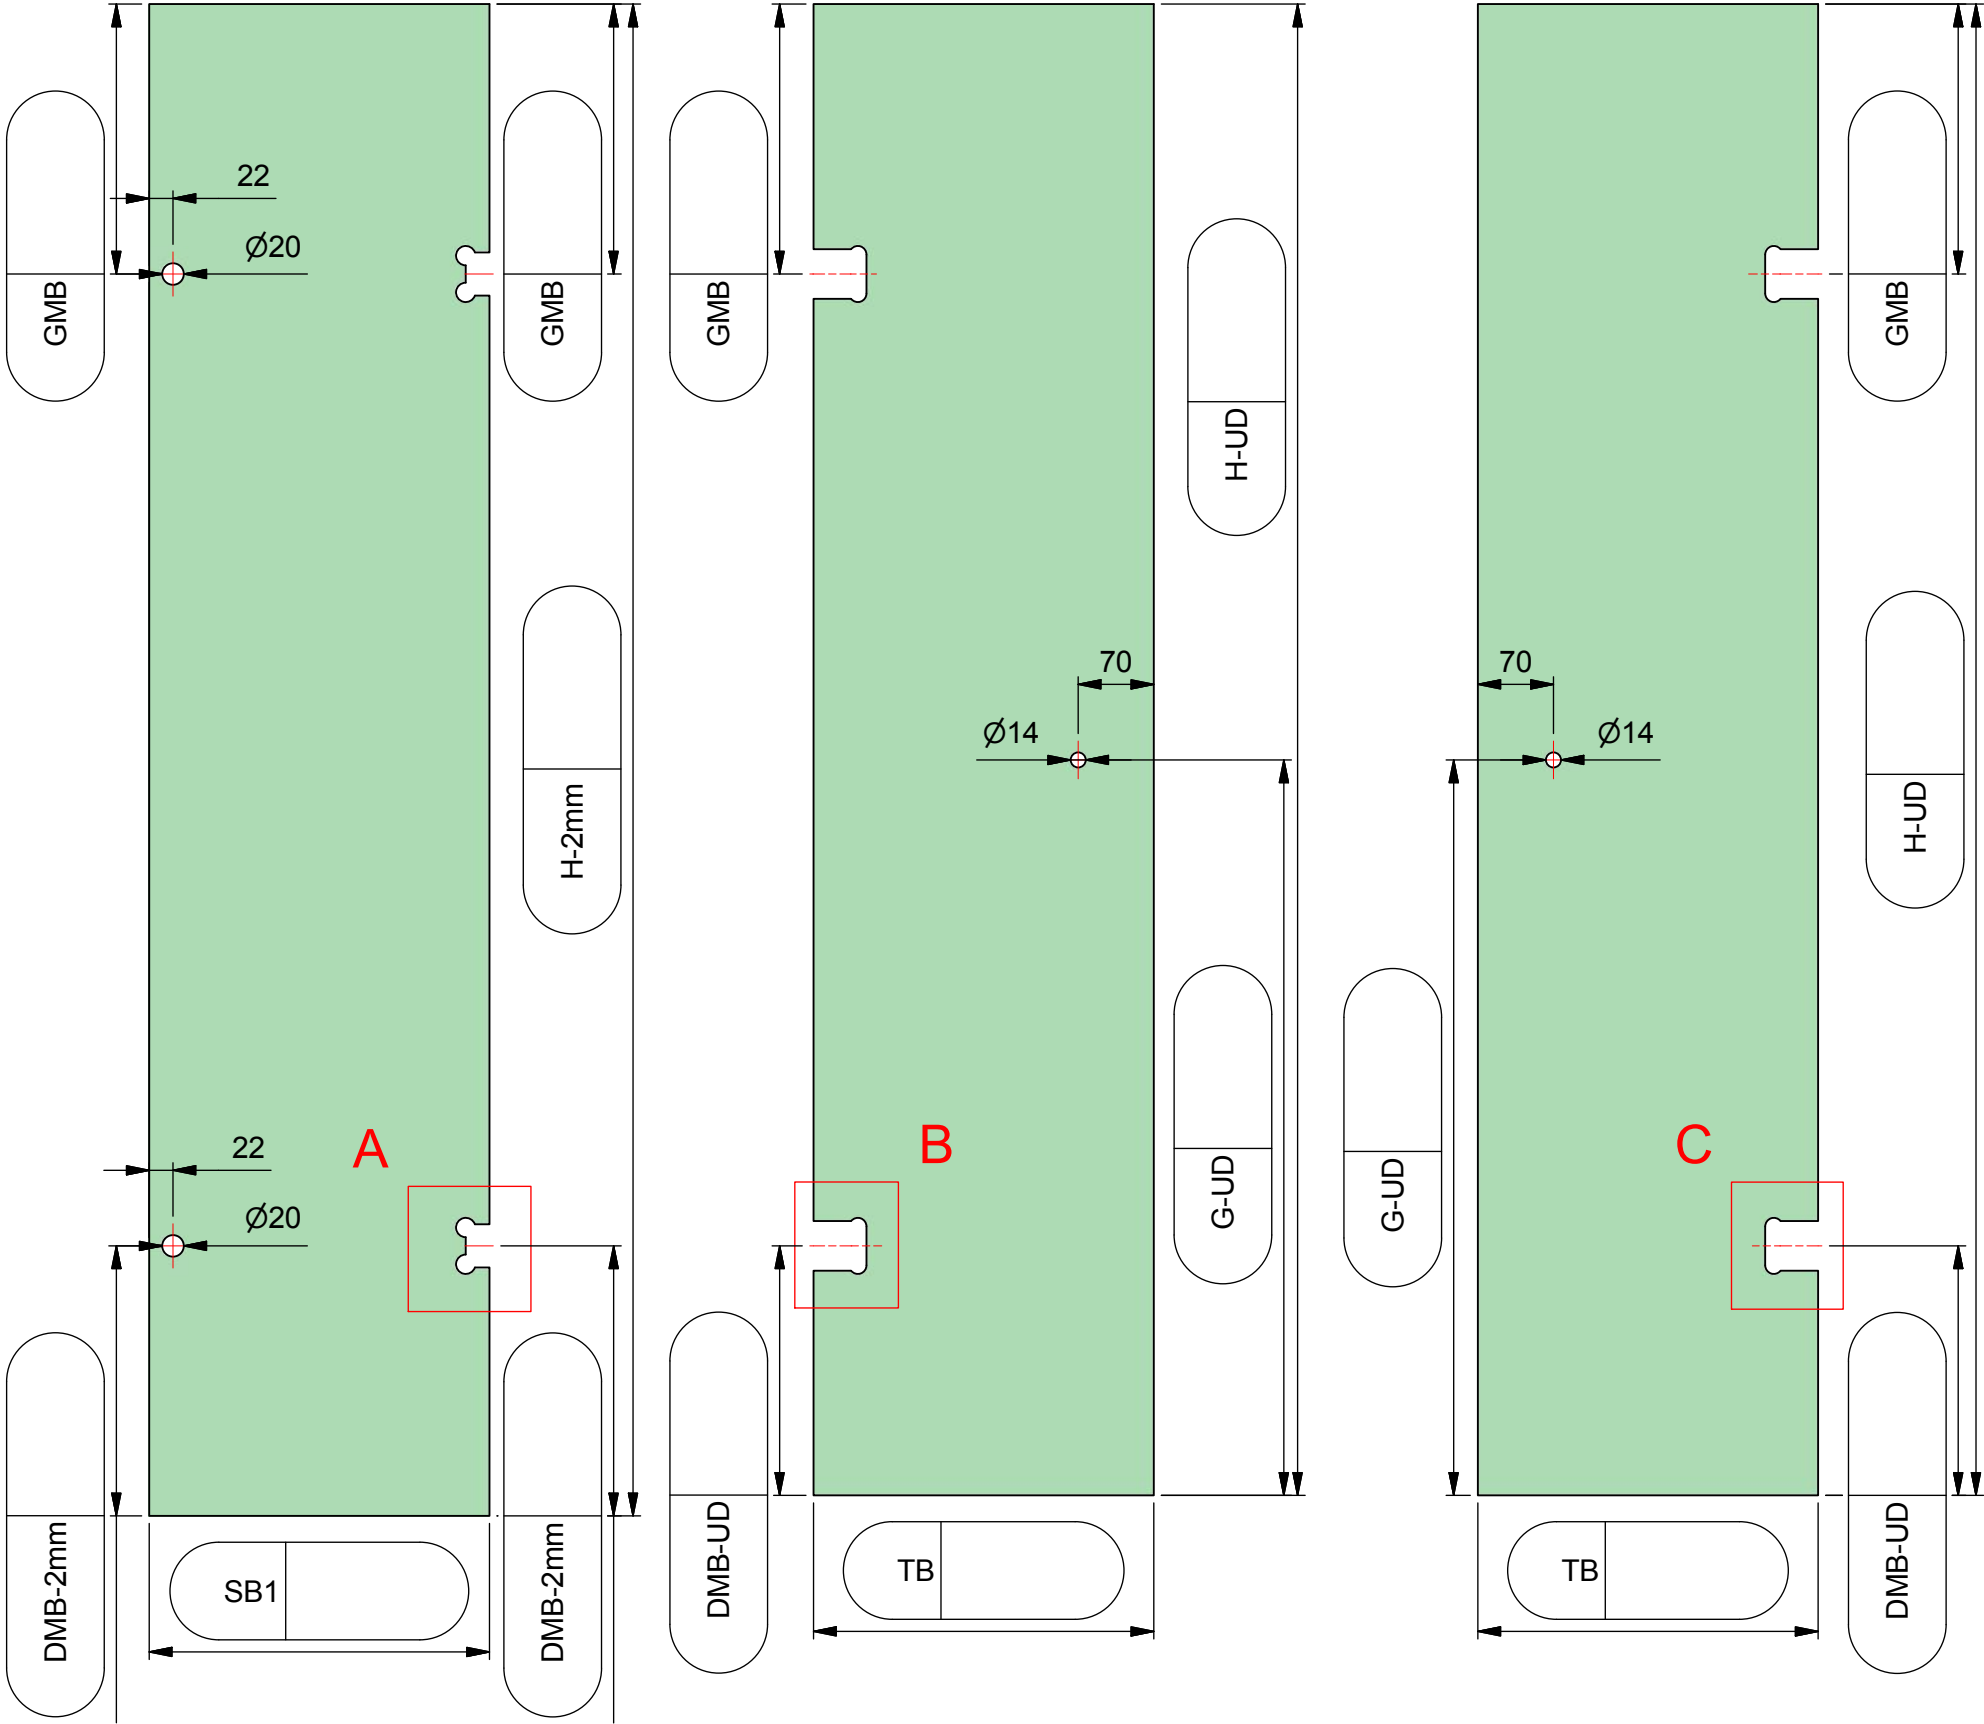 22
Ø20
GMB
GMB
GMB
GMB
H-UD
70
70
Ø14
Ø14
H-2mm
H-UD
22
A
B
C
Ø20
G-UD
G-UD
DMB-2mm
SB1
DMB-2mm
DMB-UD
TB
TB
DMB-UD